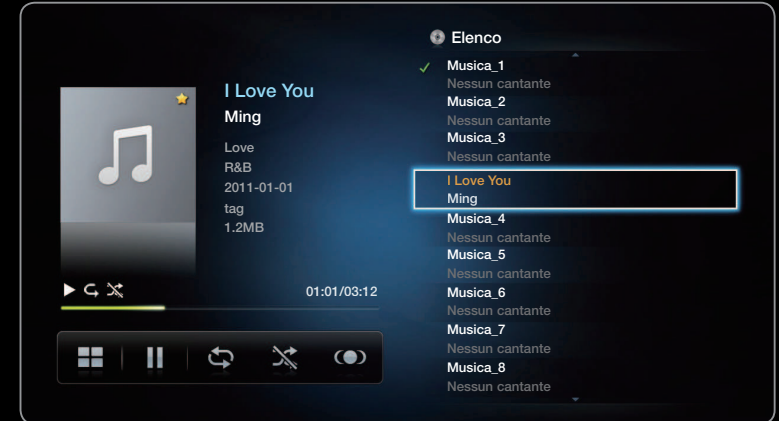 I Love You
Ming
Love
R&B
2011-01-01
tag
1.2MB
01:01/03:12
Elenco
Musica_1
Nessun cantante
Musica_2
Nessun cantante
Musica_3
Nessun cantante
I Love You
Ming
Musica_4
Nessun cantante
Musica_5
Nessun cantante
Musica_6
Nessun cantante
Musica_7
Nessun cantante
Musica_8
Nessun cantante